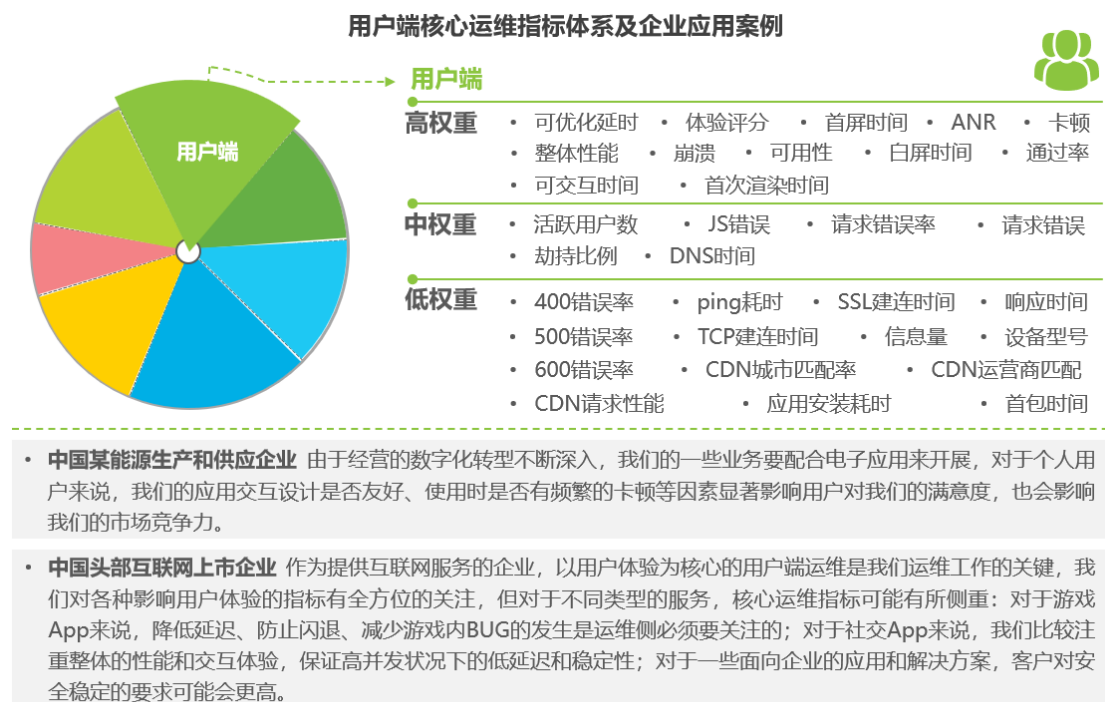 用户端核心运维指标体系及企业应用案例
用户端
用户端
高权重
• 可优化延时 • 体验评分 • 首屏时间 • ANR • 卡顿
• 整体性能 • 崩溃 • 可用性 • 白屏时间 • 通过率
• 可交互时间 • 首次渲染时间
中权重
• 活跃用户数 • JS错误 • 请求错误率 • 请求错误
• 劫持比例 • DNS时间
低权重
• 400错误率 • ping耗时 • SSL建连时间 • 响应时间
• 500错误率 • TCP建连时间 • 信息量 • 设备型号
• 600错误率 • CDN城市匹配率 • CDN运营商匹配
• CDN请求性能 • 应用安装耗时 • 首包时间
• 中国某能源生产和供应企业 由于经营的数字化转型不断深入，我们的一些业务要配合电子应用来开展，对于个人用
户来说，我们的应用交互设计是否友好、使用时是否有频繁的卡顿等因素显著影响用户对我们的满意度，也会影响
我们的市场竞争力。
• 中国头部互联网上市企业 作为提供互联网服务的企业，以用户体验为核心的用户端运维是我们运维工作的关键，我
们对各种影响用户体验的指标有全方位的关注，但对于不同类型的服务，核心运维指标可能有所侧重：对于游戏
App来说，降低延迟、防止闪退、减少游戏内BUG的发生是运维侧必须要关注的；对于社交App来说，我们比较注
重整体的性能和交互体验，保证高并发状况下的低延迟和稳定性；对于一些面向企业的应用和解决方案，客户对安
全稳定的要求可能会更高。